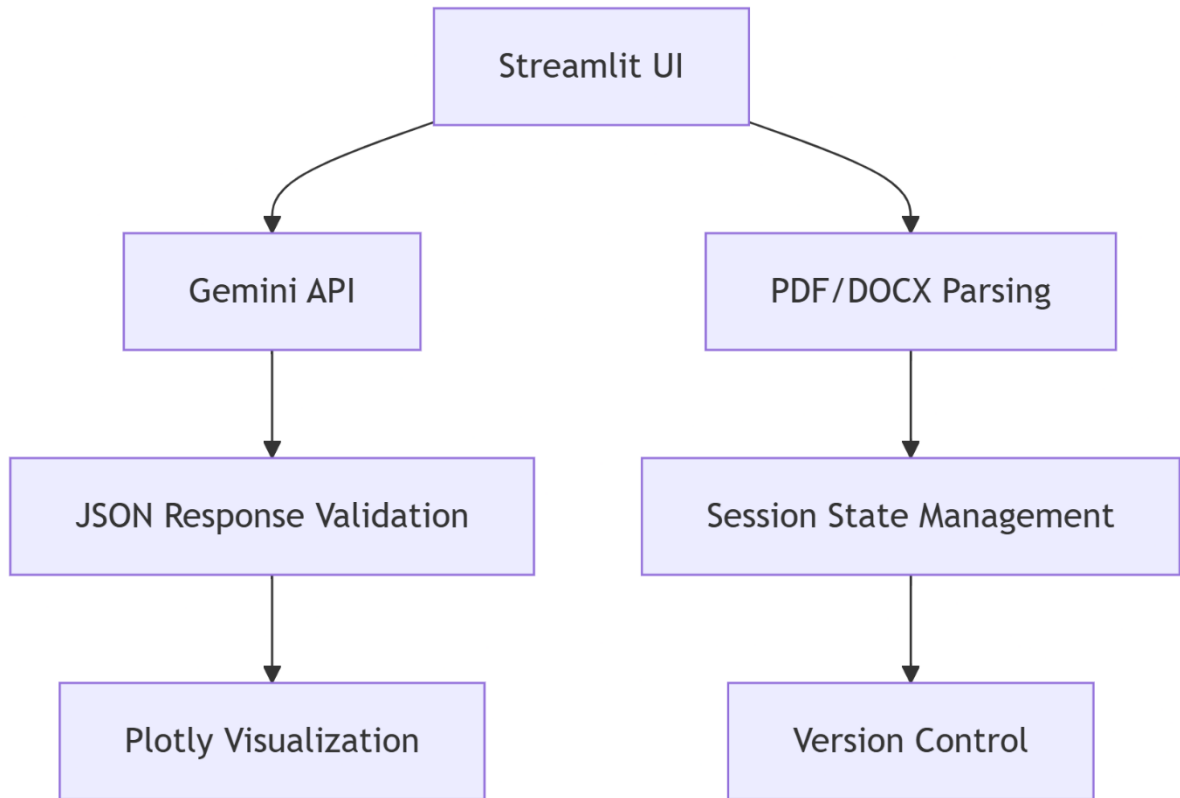 Streamlit UI
Gemini API
PDF/DOCX Parsing
JSON Response Validation
Session State Management
Plotly Visualization
Version Control